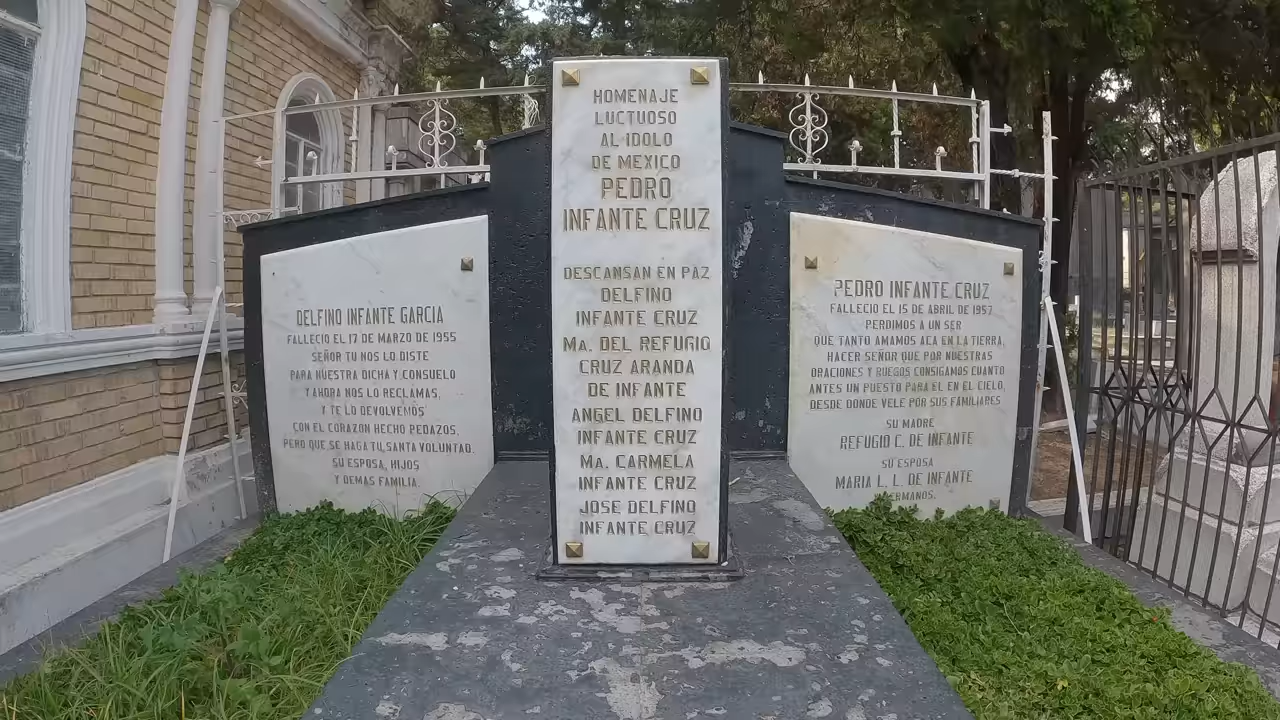 DELFINO INFANTE GARCIA
FALLECIO EL 17 DE MARZO DE 1955
SEÑOR TU NOS LO DISTE
PARA NUESTRA DICHA Y CONSUELO
Y AHORA NOS LO RECLAMAS,
Y TE LO DEVOLVEMOS
CON EL CORAZON HECHO PEDAZOS,
PERO QUE SE HAGA TU SANTA VOLUNTAD.
SU ESPOSA, HIJOS
Y DEMAS FAMILIA.
HOMENAJE
LUCTUOSO
AL IDOLO
DE MEXICO
PEDRO
INFANTE CRUZ
DESCANSAN EN PAZ
DELFINO
INFANTE CRUZ
Ma. DEL REFUGIO
CRUZ ARANDA
DE INFANTE
ANGEL DELFINO
INFANTE CRUZ
Ma. CARMELA
INFANTE CRUZ
JOSE DELFINO
INFANTE CRUZ
PEDRO INFANTE CRUZ
FALLECIO EL 15 DE ABRIL DE 1957
PERDIMOS A UN SER
QUE TANTO AMAMOS ACA EN LA TIERRA,
HACER SEÑOR QUE POR NUESTRAS
ORACIONES Y RUEGOS CONSIGAMOS CUANTO
ANTES UN PUESTO PARA EL EN EL CIELO,
DESDE DONDE VELE POR SUS FAMILIARES
SU MADRE
REFUGIO C. DE INFANTE
SU ESPOSA
MARIA L. L. DE INFANTE
ERMANOS.